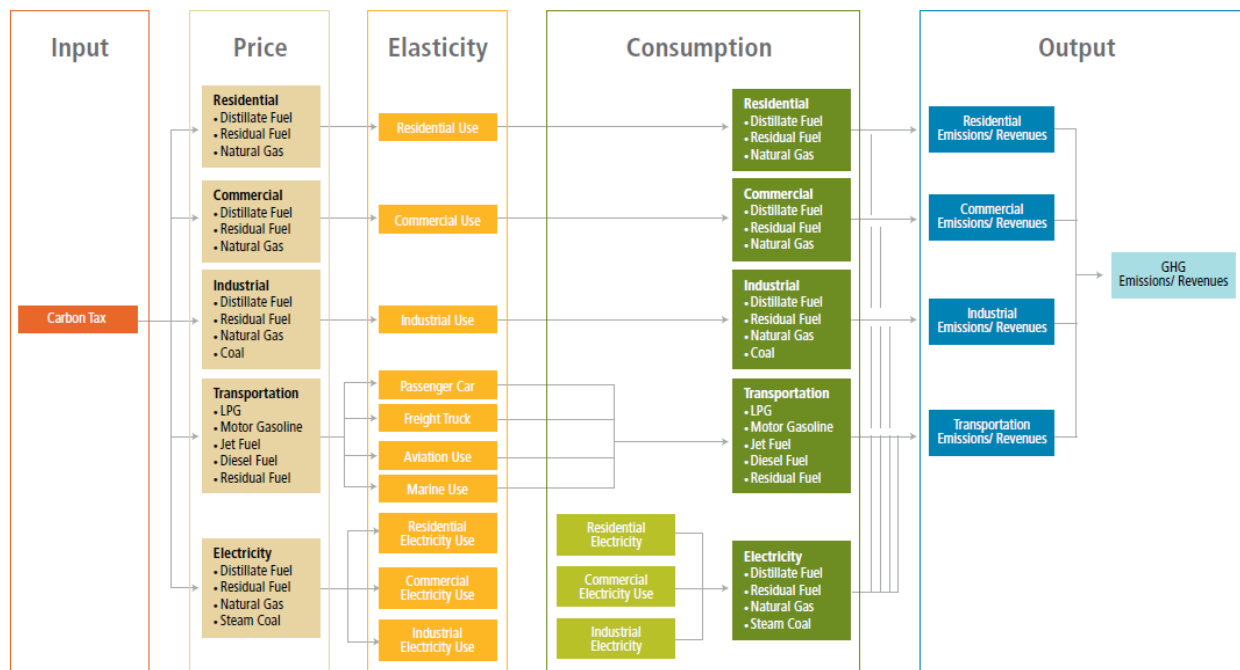 Input
Price
Elasticity
Consumption
Output
Carbon Tax
Residential
• Distillate Fuel
• Residual Fuel
• Natural Gas
Commercial
• Distillate Fuel
• Residual Fuel
• Natural Gas
Industrial
• Distillate Fuel
• Residual Fuel
• Natural Gas
• Coal
Transportation
• LPG
• Motor Gasoline
• Jet Fuel
• Diesel Fuel
• Residual Fuel
Electricity
• Distillate Fuel
• Residual Fuel
• Natural Gas
• Steam Coal
Residential Use
Commercial Use
Industrial Use
Passenger Car
Freight Truck
Aviation Use
Marine Use
Residential
Electricity Use
Commercial
Electricity Use
Industrial
Electricity Use
Residential
Electricity
Commercial
Electricity Use
Industrial
Electricity
Residential
• Distillate Fuel
• Residual Fuel
• Natural Gas
Commercial
• Distillate Fuel
• Residual Fuel
• Natural Gas
Industrial
• Distillate Fuel
• Residual Fuel
• Natural Gas
• Coal
Transportation
• LPG
• Motor Gasoline
• Jet Fuel
• Diesel Fuel
• Residual Fuel
Electricity
• Distillate Fuel
• Residual Fuel
• Natural Gas
• Steam Coal
Residential
Emissions/ Revenues
Commercial
Emissions/ Revenues
Industrial
Emissions/ Revenues
Transportation
Emissions/ Revenues
GHG
Emissions/ Revenues